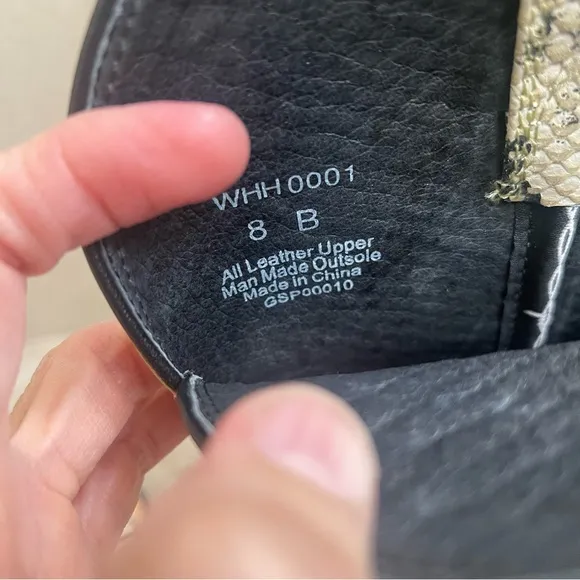 WHH0001
8 B
All Leather Upper
Man Made Outsole
Made in China
GSP00010